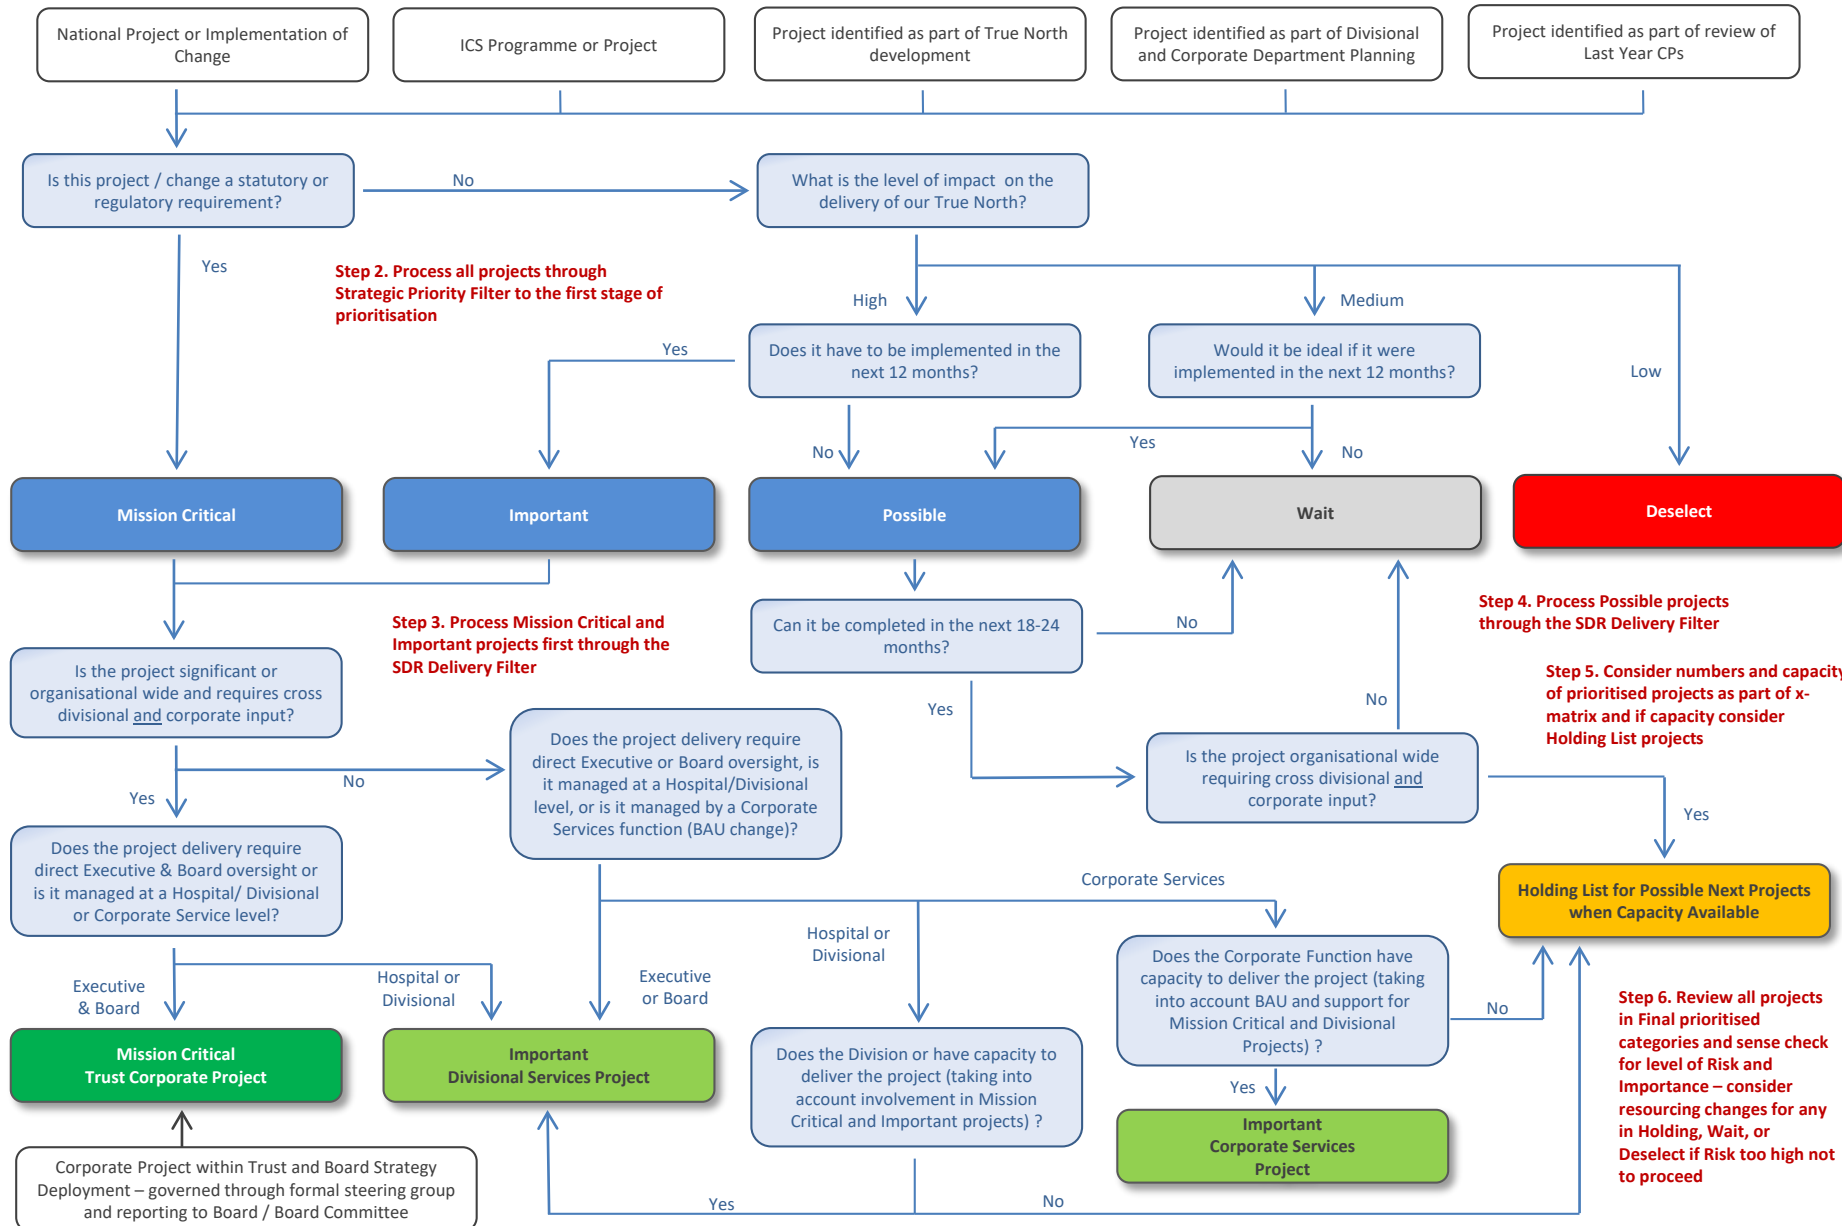 National Project or Implementation of
Change
ICS Programme or Project
Project identified as part of True North
development
Project identified as part of Divisional
and Corporate Department Planning
Project identified as part of review of
Last Year CPs
Is this project / change a statutory or
regulatory requirement?
No
What is the level of impact on the
delivery of our True North?
Yes
Step 2. Process all projects through
Strategic Priority Filter to the first stage of
prioritisation
High
Medium
Low
Yes
Does it have to be implemented in the
next 12 months?
Would it be ideal if it were
implemented in the next 12 months?
No
Yes
No
Mission Critical
Important
Possible
Wait
Deselect
Step 3. Process Mission Critical and
Important projects first through the
SDR Delivery Filter
Can it be completed in the next 18-24
months?
No
Step 4. Process Possible projects
through the SDR Delivery Filter
Is the project significant or
organisational wide and requires cross
divisional and corporate input?
Yes
No
Step 5. Consider numbers and capacity
of prioritised projects as part of x-
matrix and if capacity consider
Holding List projects
No
Yes
Does the project delivery require
direct Executive or Board oversight, is
it managed at a Hospital/Divisional
level, or is it managed by a Corporate
Services function (BAU change)?
Is the project organisational wide
requiring cross divisional and
corporate input?
Yes
Does the project delivery require
direct Executive & Board oversight or
is it managed at a Hospital/ Divisional
or Corporate Service level?
Corporate Services
Holding List for Possible Next Projects
when Capacity Available
Executive
& Board
Hospital or
Divisional
Executive
or Board
Hospital or
Divisional
Does the Corporate Function have
capacity to deliver the project (taking
into account BAU and support for
Mission Critical and Divisional
Projects) ?
No
Step 6. Review all projects
in Final prioritised
categories and sense check
for level of Risk and
Importance – consider
resourcing changes for any
in Holding, Wait, or
Deselect if Risk too high not
to proceed
Mission Critical
Trust Corporate Project
Important
Divisional Services Project
Does the Division or have capacity to
deliver the project (taking into
account involvement in Mission
Critical and Important projects) ?
Yes
Important
Corporate Services
Project
Corporate Project within Trust and Board Strategy
Deployment – governed through formal steering group
and reporting to Board / Board Committee
Yes
No